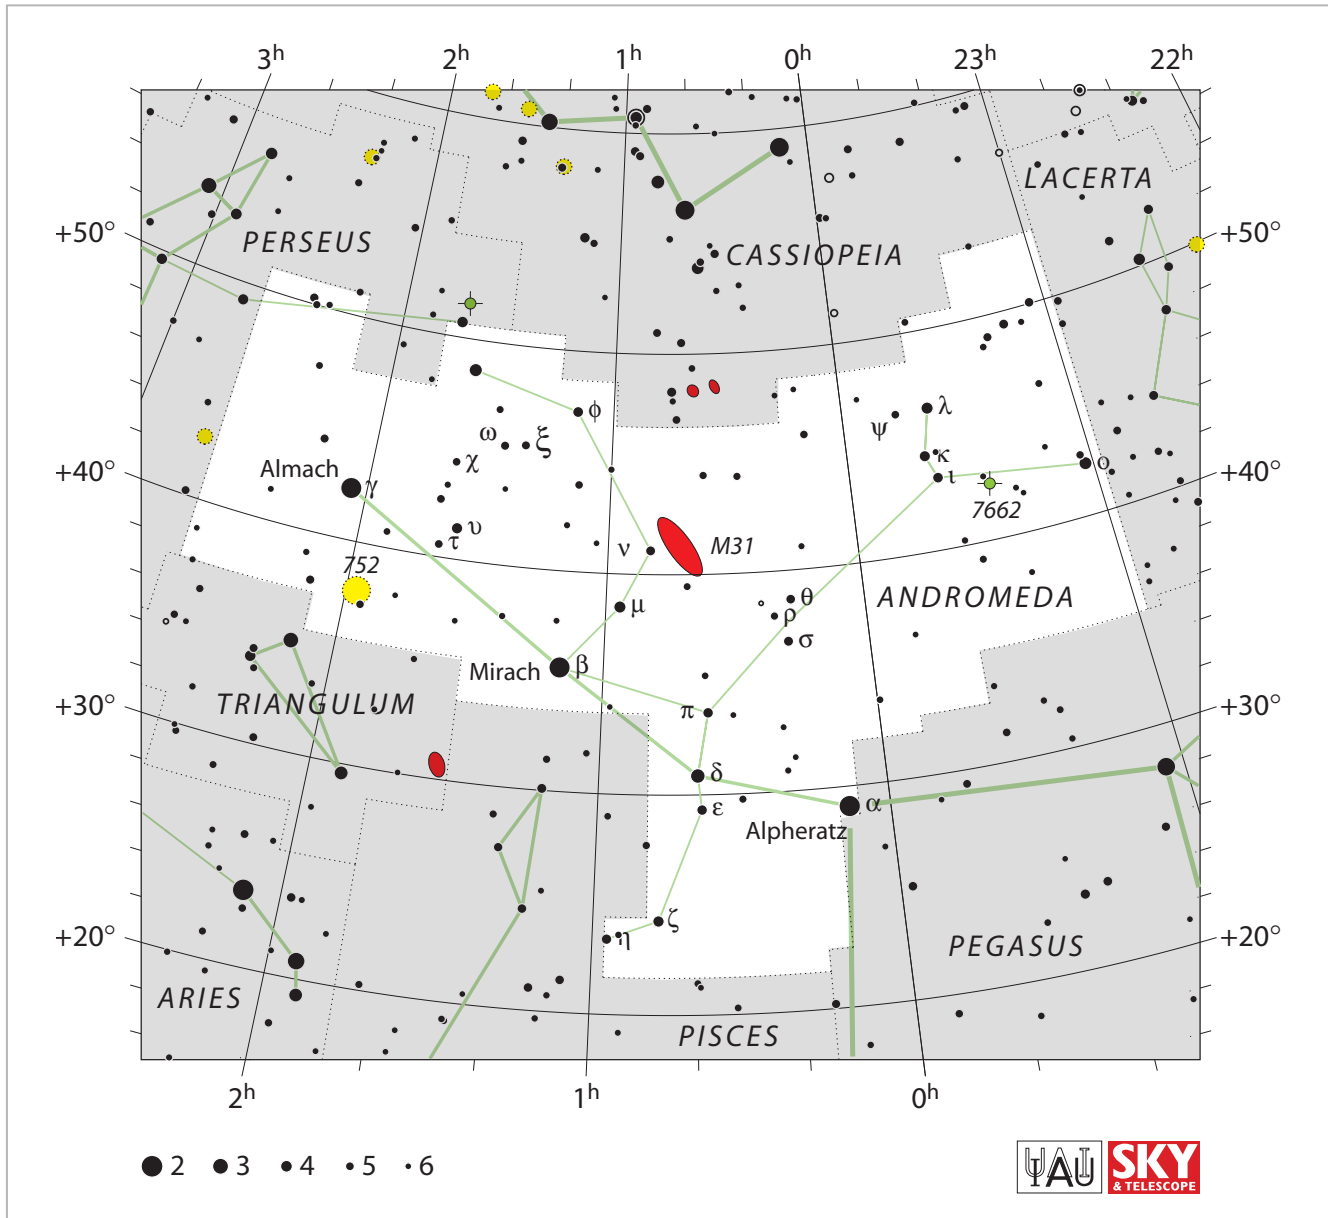 3h 2h 1h 0h 23h 22h
LACERTA
+50° PERSEUS CASSIOPEIA +50°
ϕ ψ λ
ω ξ
χ κ ο
+40° Almach γ ι +40°
7662
υ
τ ν M31
752
θ ANDROMEDA
μ ρ
σ
Mirach β
+30° TRIANGULUM π +30°
δ
ε α
Alpheratz
ζ
+20° η PEGASUS +20°
ARIES
PISCES
2h 1h 0h
2 3 4 5 6
IAU SKY
& TELESCOPE